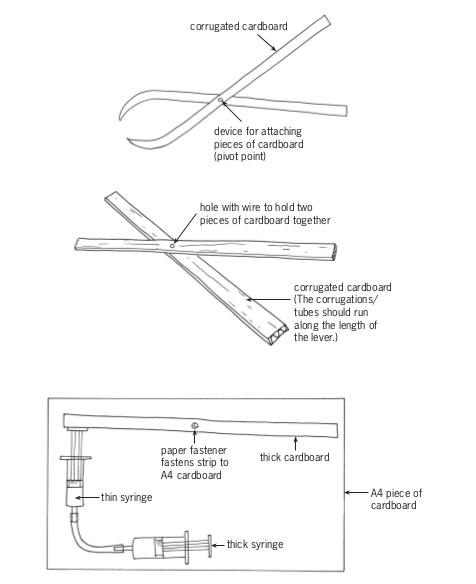 corrugated cardboard
device for attaching
pieces of cardboard
(pivot point)
hole with wire to hold two
pieces of cardboard together
corrugated cardboard
(The corrugations/
tubes should run
along the length of
the lever.)
paper fastener
fastens strip to
A4 cardboard
thick cardboard
A4 piece of
cardboard
thin syringe
thick syringe